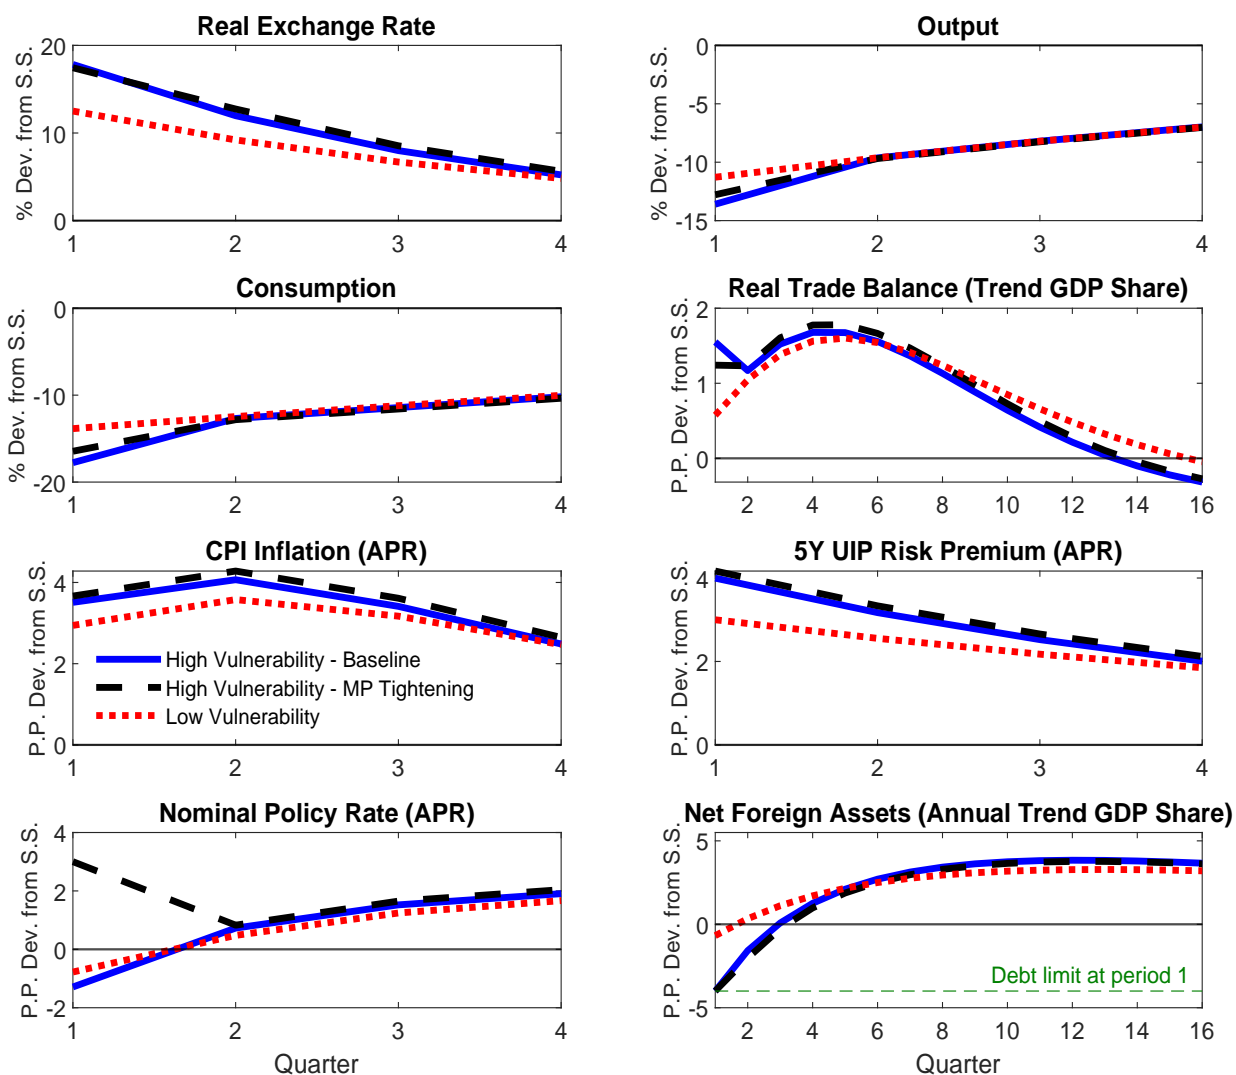 Real Exchange Rate
% Dev. from S.S.
20
10
0
1 2 3 4
Output
% Dev. from S.S.
0
-5
-10
-15
1 2 3 4
Consumption
% Dev. from S.S.
0
-10
-20
1 2 3 4
Real Trade Balance (Trend GDP Share)
P.P. Dev. from S.S.
2
1
0
2 4 6 8 10 12 14 16
CPI Inflation (APR)
P.P. Dev. from S.S.
4
2
0
High Vulnerability - Baseline
High Vulnerability - MP Tightening
Low Vulnerability
1 2 3 4
5Y UIP Risk Premium (APR)
P.P. Dev. from S.S.
4
2
0
1 2 3 4
Nominal Policy Rate (APR)
P.P. Dev. from S.S.
4
2
0
-2
1 2 3 4
Quarter
Net Foreign Assets (Annual Trend GDP Share)
P.P. Dev. from S.S.
5
0
-5
Debt limit at period 1
2 4 6 8 10 12 14 16
Quarter